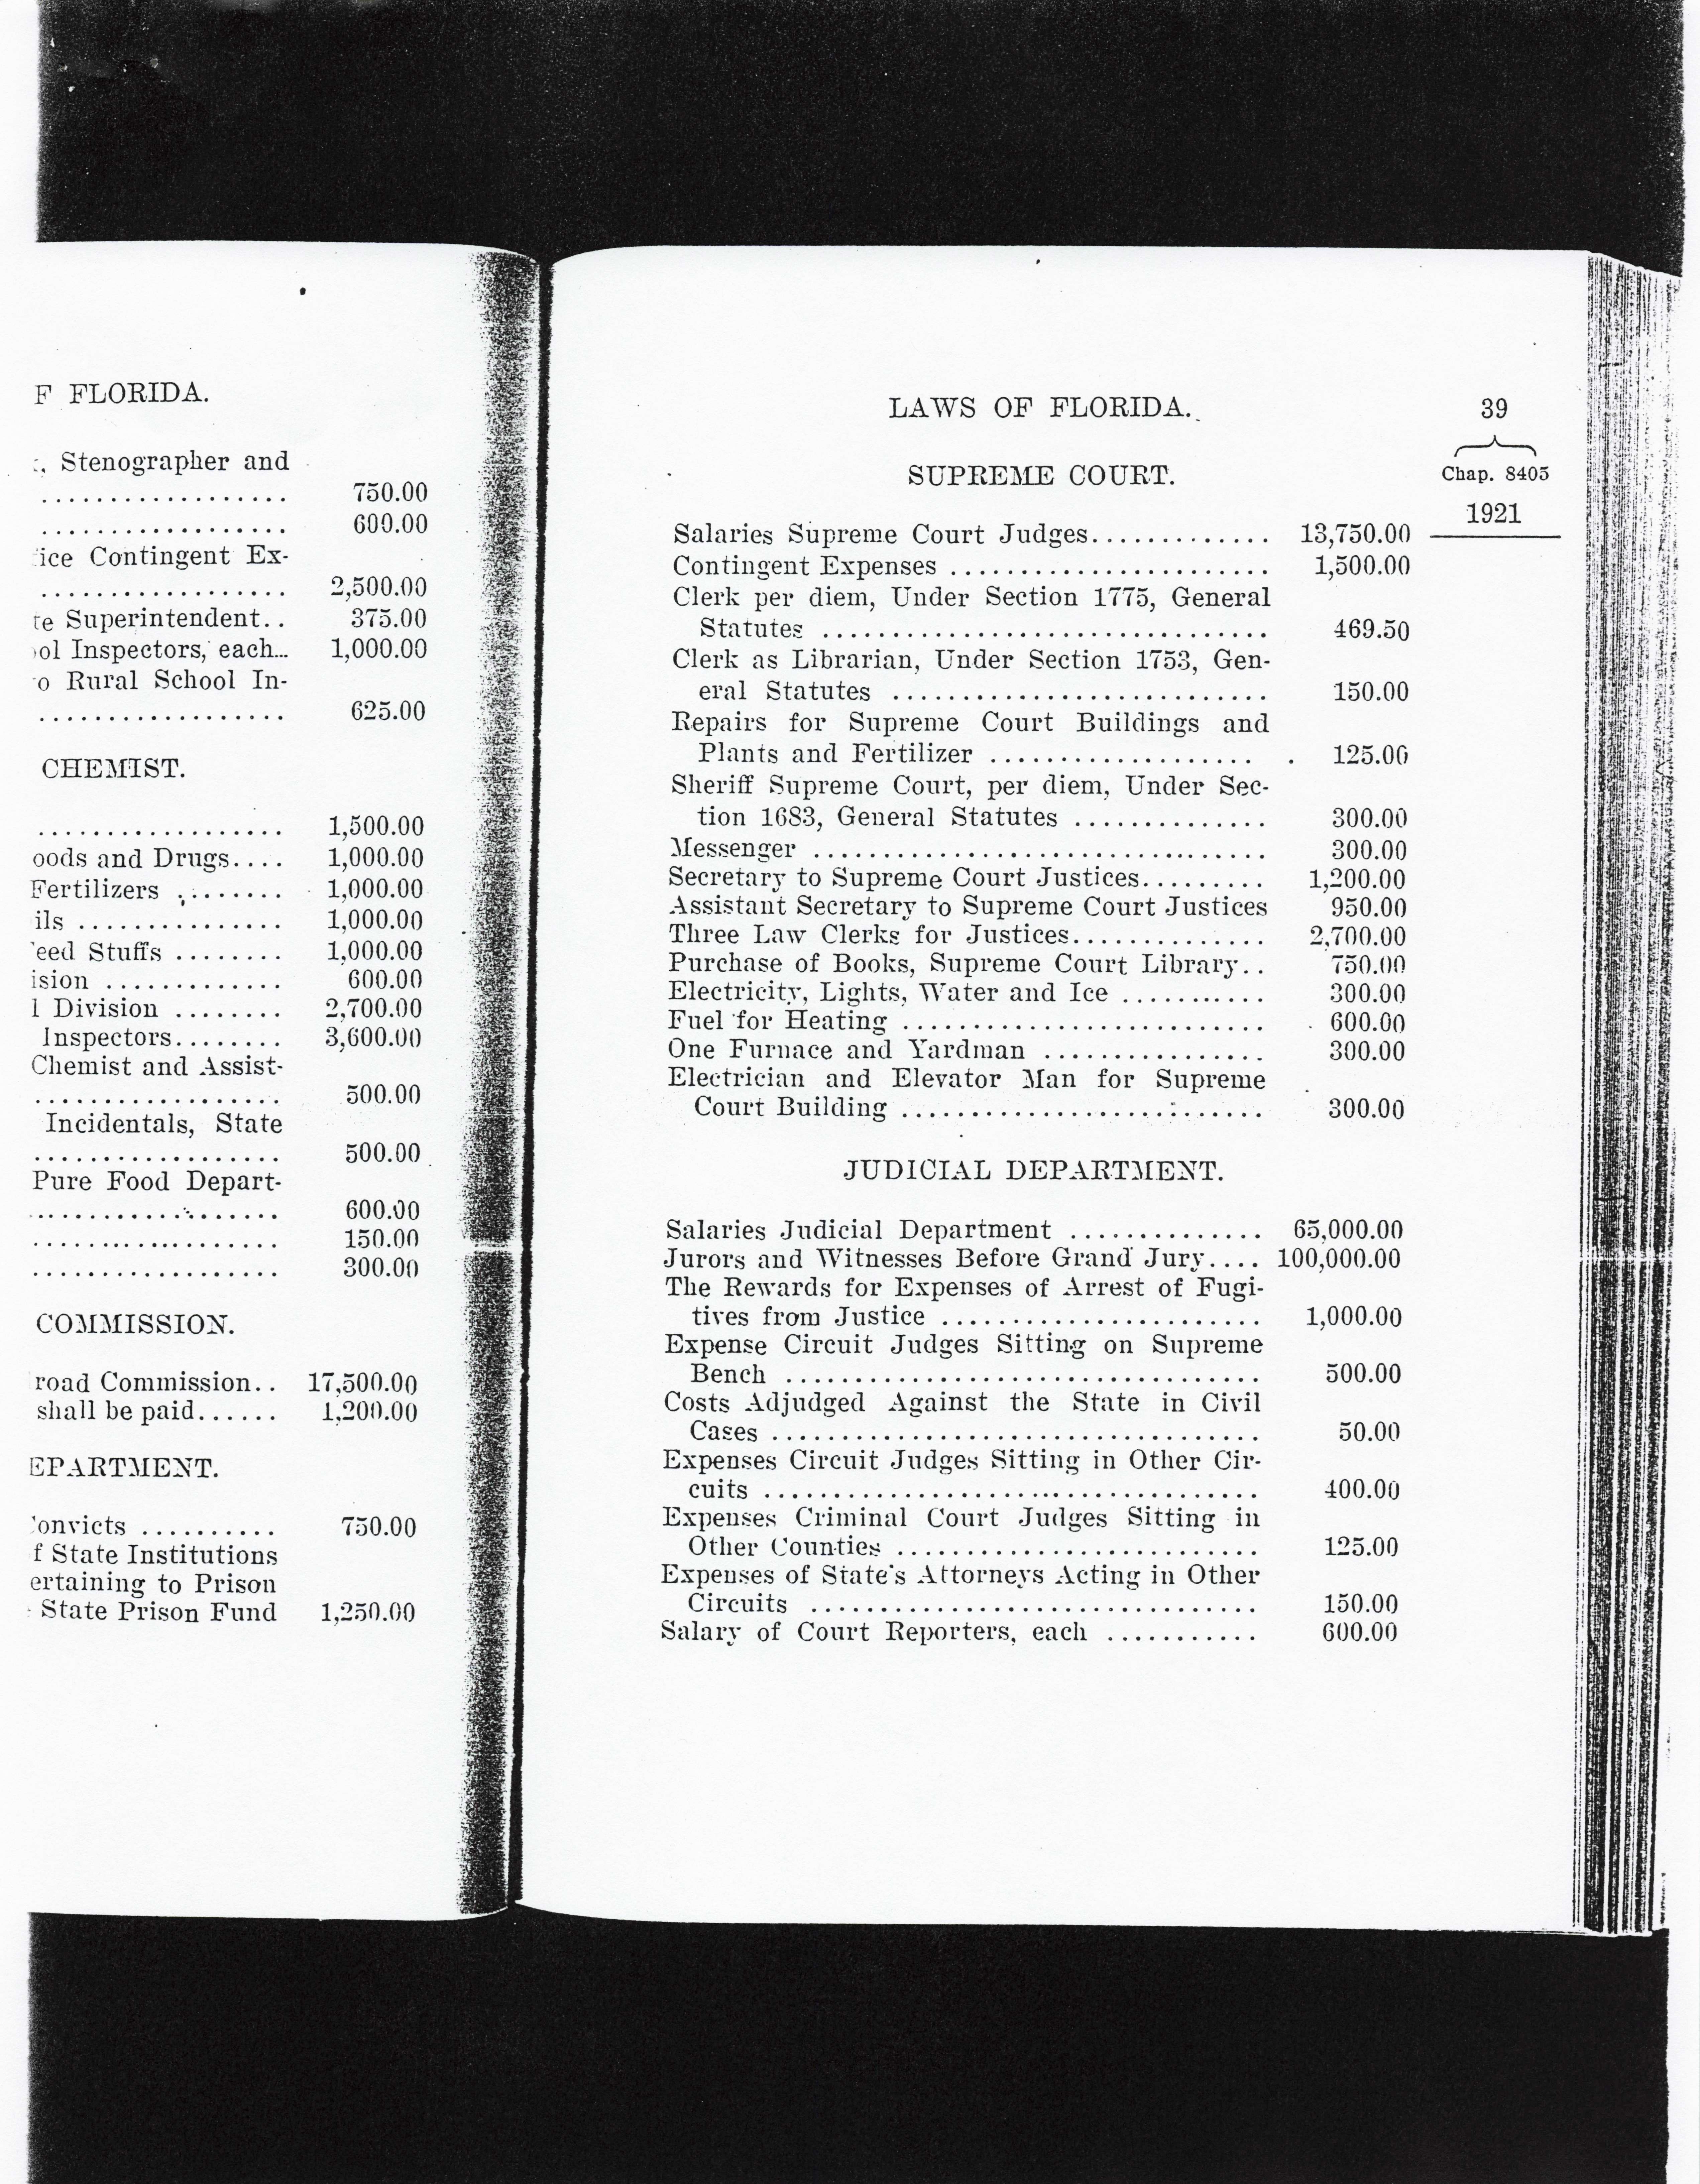 F FLORIDA.
Stenographer and
.................. 750.00
.................. 600.00
ice Contingent Ex-
.................. 2,500.00
te Superintendent.. 375.00
ol Inspectors, each... 1,000.00
o Rural School In-
.................. 625.00
CHEMIST.
.................. 1,500.00
oods and Drugs.... 1,000.00
Fertilizers ........ 1,000.00
ils ............... 1,000.00
eed Stuffs ........ 1,000.00
ision ............. 600.00
l Division ........ 2,700.00
Inspectors........ 3,600.00
Chemist and Assist-
.................. 500.00
Incidentals, State
.................. 500.00
Pure Food Depart-
.................. 600.00
.................. 150.00
.................. 300.00
COMMISSION.
road Commission.. 17,500.00
shall be paid...... 1,200.00
EPARTMENT.
onvicts .......... 750.00
f State Institutions
ertaining to Prison
State Prison Fund 1,250.00
LAWS OF FLORIDA. 39
Chap. 8405
1921
SUPREME COURT.
Salaries Supreme Court Judges............. 13,750.00
Contingent Expenses ....................... 1,500.00
Clerk per diem, Under Section 1775, General
Statutes ................................ 469.50
Clerk as Librarian, Under Section 1753, Gen-
eral Statutes ........................... 150.00
Repairs for Supreme Court Buildings and
Plants and Fertilizer ................... 125.00
Sheriff Supreme Court, per diem, Under Sec-
tion 1683, General Statutes .............. 300.00
Messenger ................................. 300.00
Secretary to Supreme Court Justices......... 1,200.00
Assistant Secretary to Supreme Court Justices 950.00
Three Law Clerks for Justices.............. 2,700.00
Purchase of Books, Supreme Court Library.. 750.00
Electricity, Lights, Water and Ice ........... 300.00
Fuel for Heating .......................... 600.00
One Furnace and Yardman ................ 300.00
Electrician and Elevator Man for Supreme
Court Building .......................... 300.00
JUDICIAL DEPARTMENT.
Salaries Judicial Department .............. 65,000.00
Jurors and Witnesses Before Grand Jury.... 100,000.00
The Rewards for Expenses of Arrest of Fugi-
tives from Justice ....................... 1,000.00
Expense Circuit Judges Sitting on Supreme
Bench .................................. 500.00
Costs Adjudged Against the State in Civil
Cases ................................... 50.00
Expenses Circuit Judges Sitting in Other Cir-
cuits .................................... 400.00
Expenses Criminal Court Judges Sitting in
Other Counties .......................... 125.00
Expenses of State's Attorneys Acting in Other
Circuits ................................ 150.00
Salary of Court Reporters, each ........... 600.00